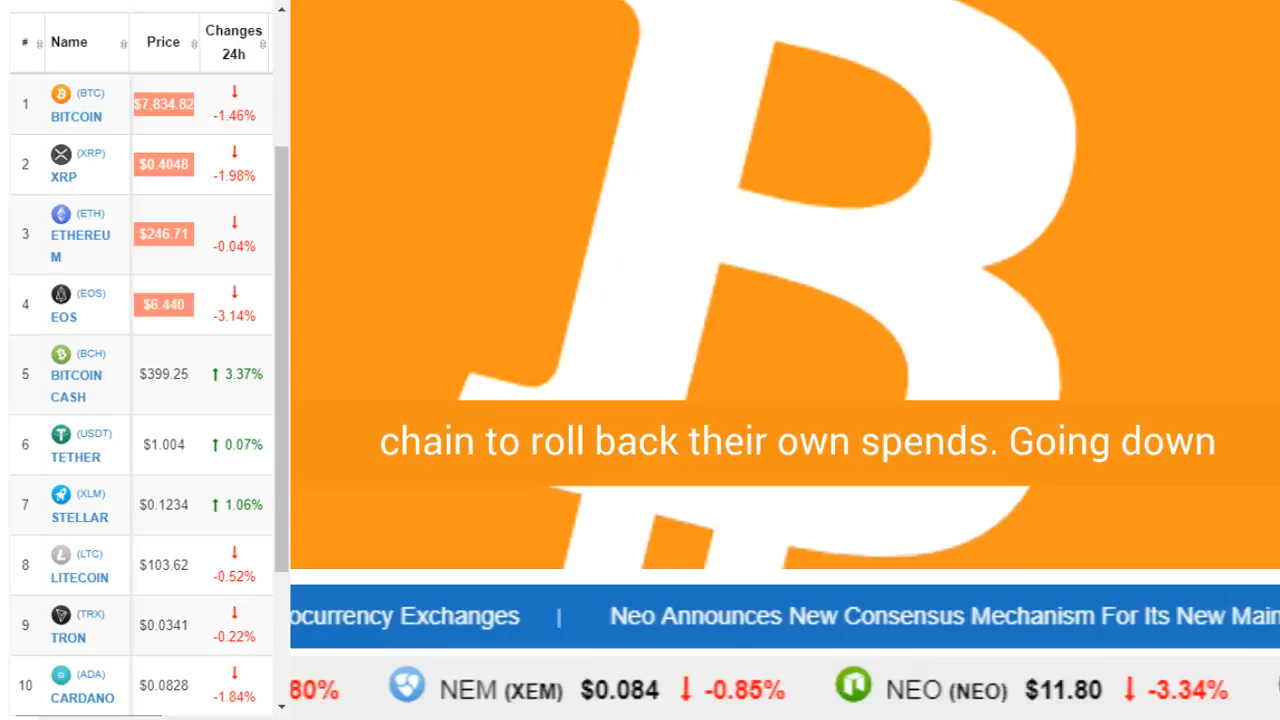 # Name Price Changes 24h
1 (BTC) BITCOIN $7,834.82 -1.46%
2 (XRP) XRP $0.4048 -1.98%
3 (ETH) ETHEREU
M $246.71 -0.04%
4 (EOS) EOS $6.440 -3.14%
5 (BCH) BITCOIN
CASH $399.25 3.37%
6 (USDT) TETHER $1.004 0.07%
7 (XLM) STELLAR $0.1234 1.06%
8 (LTC) LITECOIN $103.62 -0.52%
9 (TRX) TRON $0.0341 -0.22%
10 (ADA) CARDANO $0.0828 -1.84%
chain to roll back their own spends. Going down
ocurrency Exchanges | Neo Announces New Consensus Mechanism For Its New Main
80% NEM (XEM) $0.084 -0.85% NEO (NEO) $11.80 -3.34%